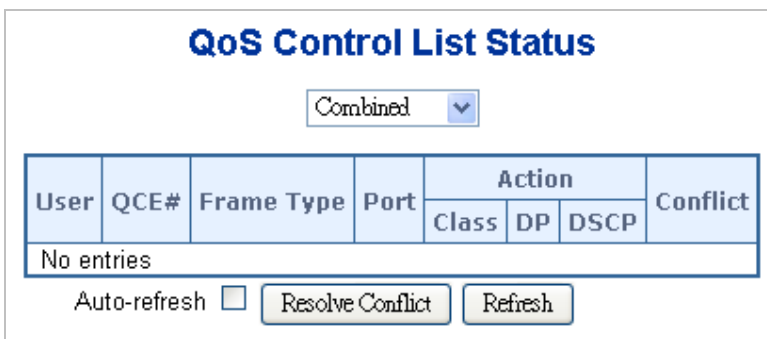 QoS Control List Status
Combined
User QCE# Frame Type Port Action Conflict
Class DP DSCP
No entries
Auto-refresh Resolve Conflict Refresh